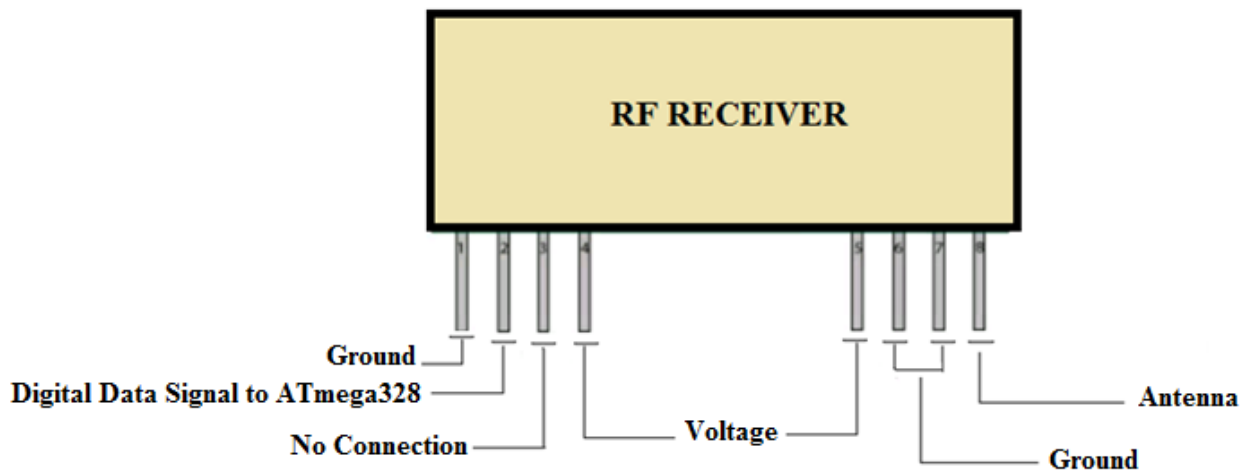 RF RECEIVER
1 2 3 4 5 6 7 8
Ground
Digital Data Signal to ATmega328
No Connection
Voltage
Antenna
Ground